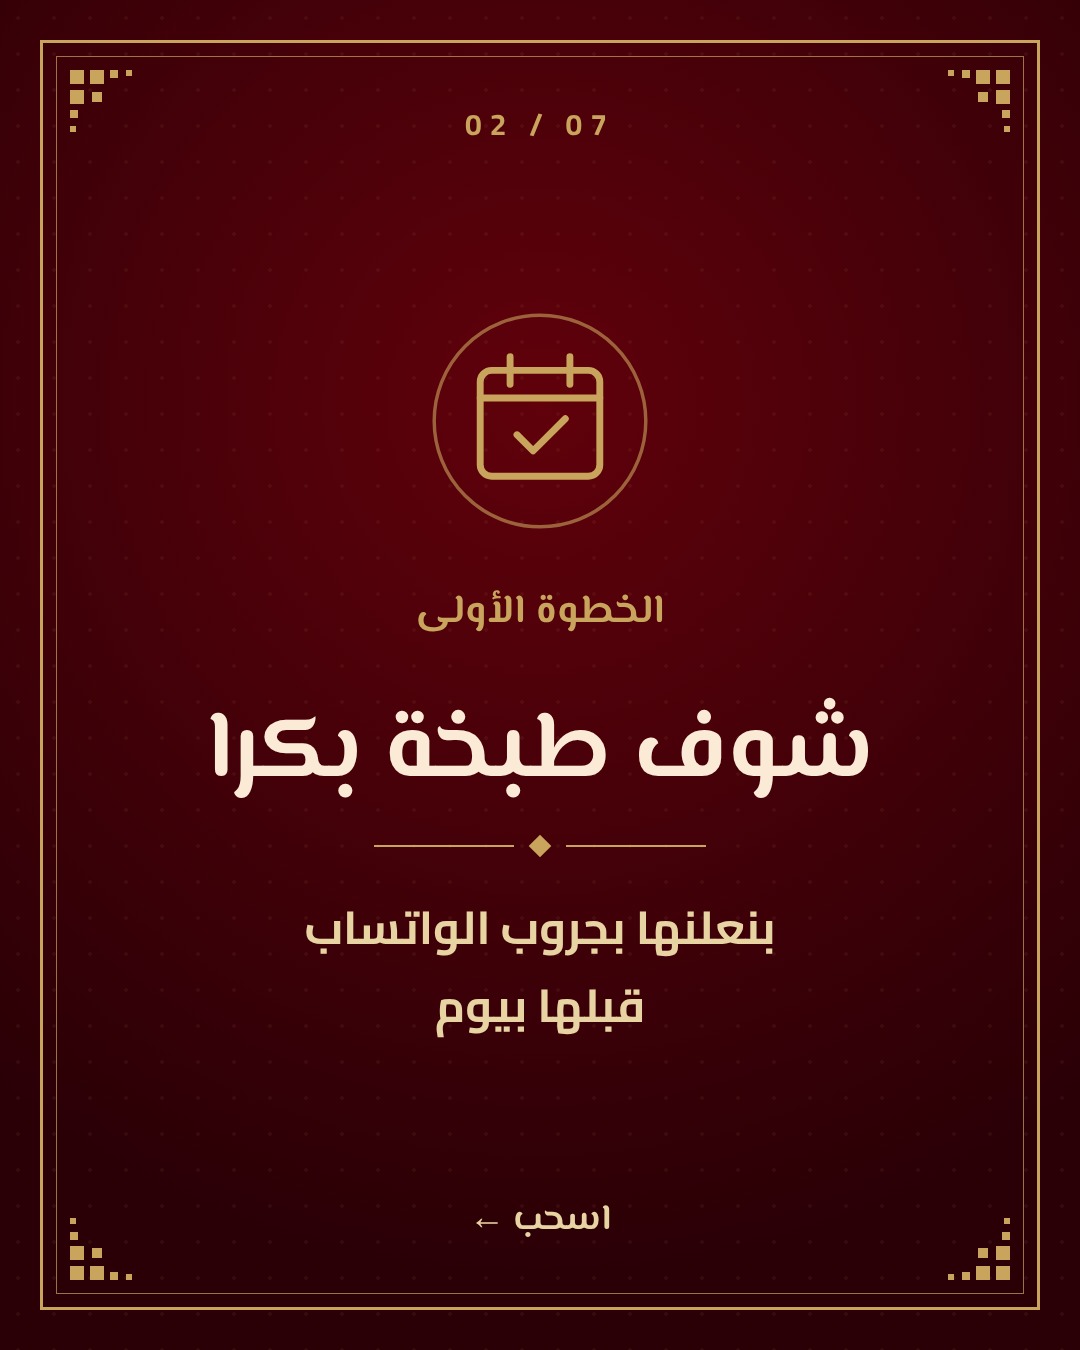 02 / 07
الخطوة الأولى
شوف طبخة بكرا
بنعلنها بجروب الواتساب
قبلها بيوم
اسحب ←